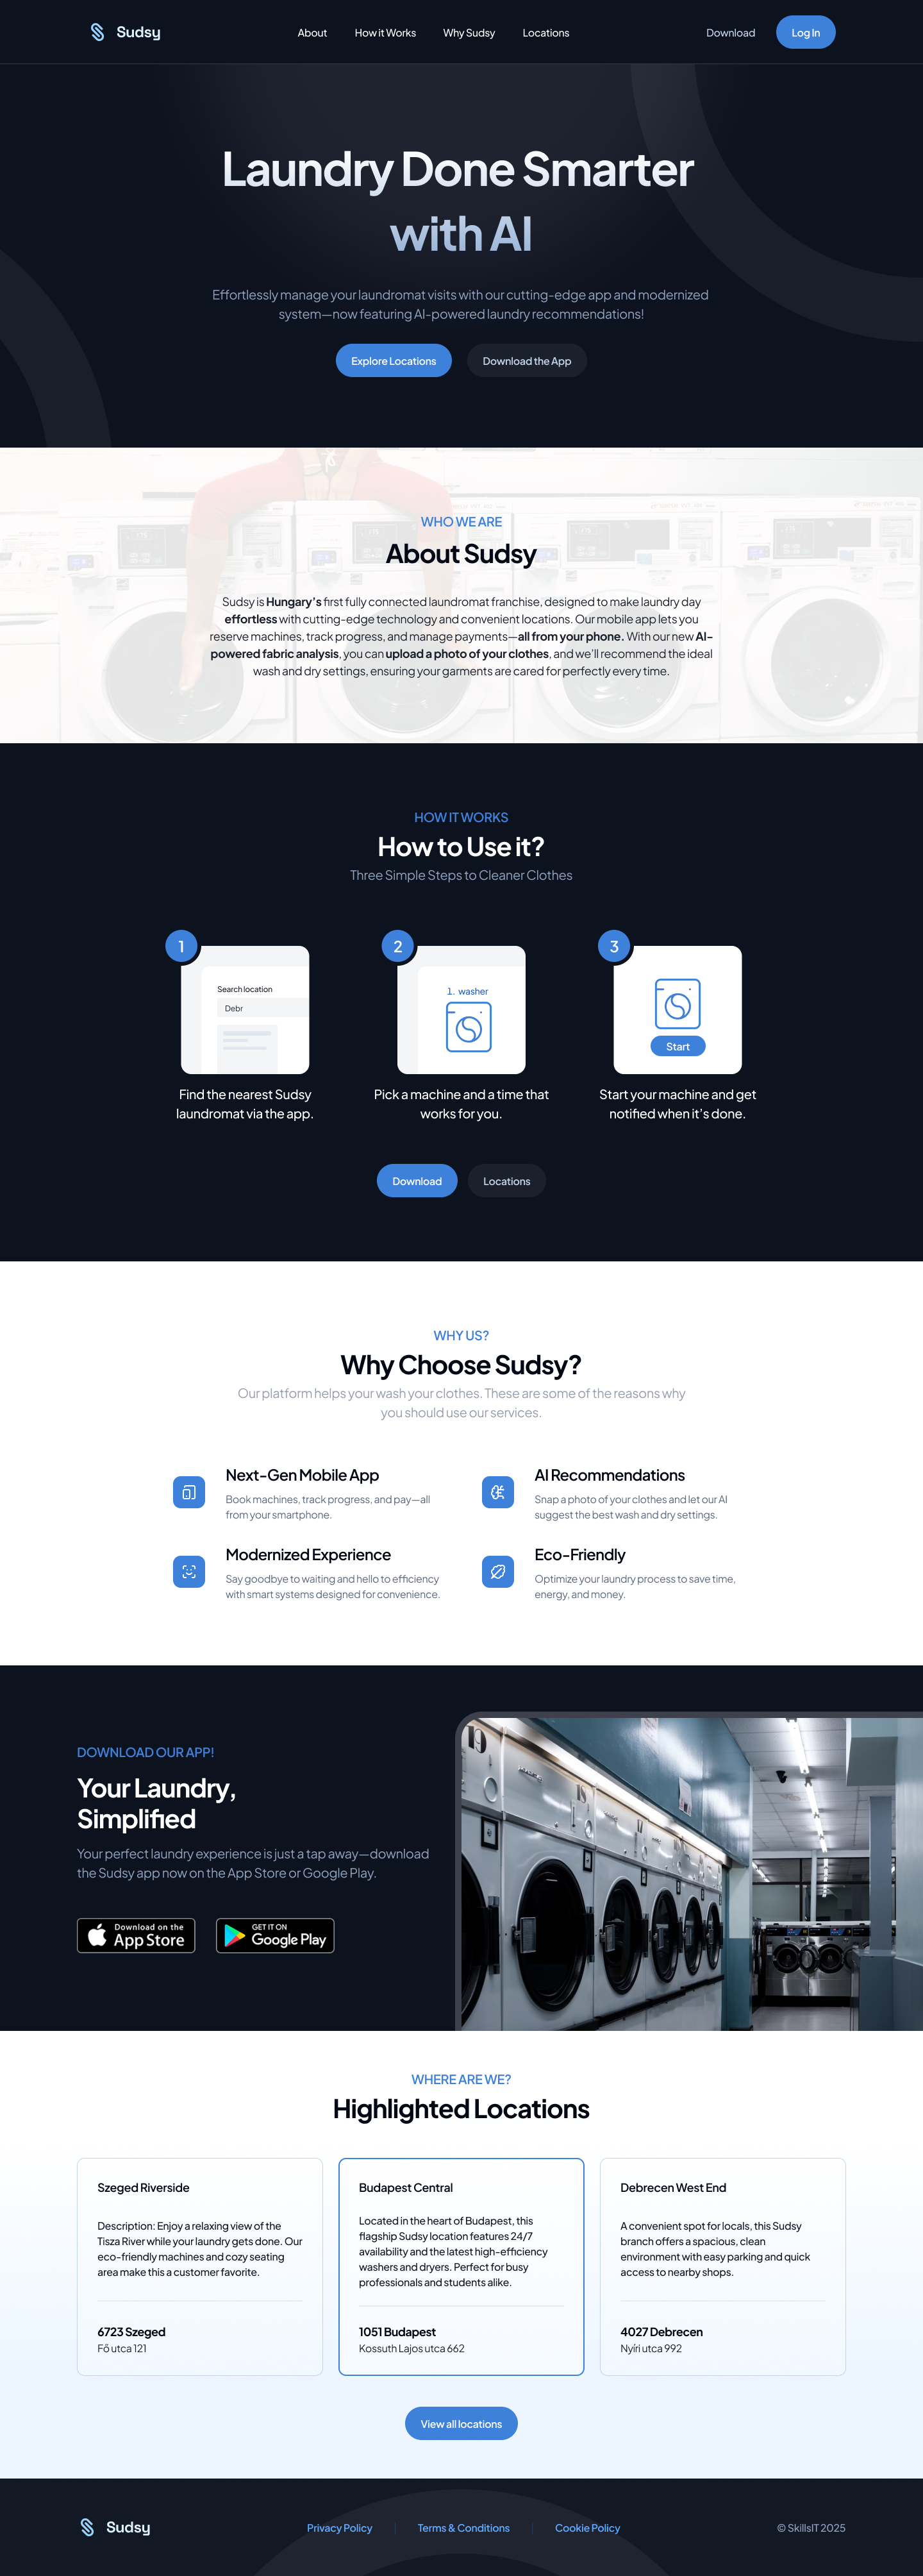 Sudsy
About
How it Works
Why Sudsy
Locations
Download
Log In
Laundry Done Smarter
with AI
Effortlessly manage your laundromat visits with our cutting-edge app and modernized
system—now featuring AI-powered laundry recommendations!
Explore Locations
Download the App
WHO WE ARE
About Sudsy
Sudsy is Hungary's first fully connected laundromat franchise, designed to make laundry day
effortless with cutting-edge technology and convenient locations. Our mobile app lets you
reserve machines, track progress, and manage payments—all from your phone. With our new AI-
powered fabric analysis, you can upload a photo of your clothes, and we'll recommend the ideal
wash and dry settings, ensuring your garments are cared for perfectly every time.
HOW IT WORKS
How to Use it?
Three Simple Steps to Cleaner Clothes
1
Search location
Debr
Find the nearest Sudsy
laundromat via the app.
2
1. washer
Pick a machine and a time that
works for you.
3
Start
Start your machine and get
notified when it's done.
Download
Locations
WHY US?
Why Choose Sudsy?
Our platform helps your wash your clothes. These are some of the reasons why
you should use our services.
Next-Gen Mobile App
Book machines, track progress, and pay—all
from your smartphone.
AI Recommendations
Snap a photo of your clothes and let our AI
suggest the best wash and dry settings.
Modernized Experience
Say goodbye to waiting and hello to efficiency
with smart systems designed for convenience.
Eco-Friendly
Optimize your laundry process to save time,
energy, and money.
DOWNLOAD OUR APP!
Your Laundry,
Simplified
Your perfect laundry experience is just a tap away—download
the Sudsy app now on the App Store or Google Play.
Download on the
App Store
GET IT ON
Google Play
19
WHERE ARE WE?
Highlighted Locations
Szeged Riverside
Description: Enjoy a relaxing view of the
Tisza River while your laundry gets done. Our
eco-friendly machines and cozy seating
area make this a customer favorite.
6723 Szeged
Fő utca 121
Budapest Central
Located in the heart of Budapest, this
flagship Sudsy location features 24/7
availability and the latest high-efficiency
washers and dryers. Perfect for busy
professionals and students alike.
1051 Budapest
Kossuth Lajos utca 662
Debrecen West End
A convenient spot for locals, this Sudsy
branch offers a spacious, clean
environment with easy parking and quick
access to nearby shops.
4027 Debrecen
Nyíri utca 992
View all locations
Sudsy
Privacy Policy
Terms & Conditions
Cookie Policy
© SkillsIT 2025